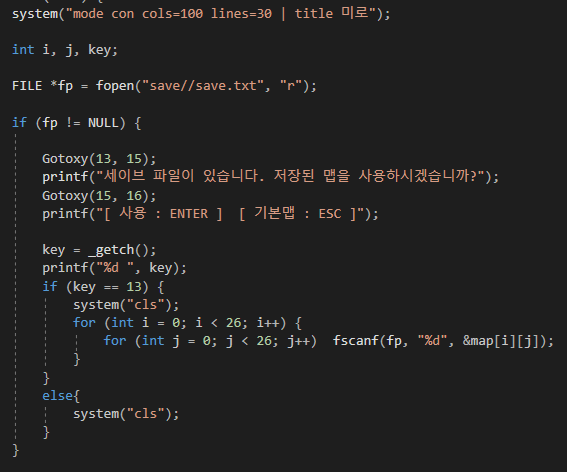 system("mode con cols=100 lines=30 | title 미로");
int i, j, key;
FILE *fp = fopen("save//save.txt", "r");
if (fp != NULL) {
Gotoxy(13, 15);
printf("세이브 파일이 있습니다. 저장된 맵을 사용하시겠습니까?");
Gotoxy(15, 16);
printf("[ 사용 : ENTER ]  [ 기본맵 : ESC ]");
key = _getch();
printf("%d ", key);
if (key == 13) {
system("cls");
for (int i = 0; i < 26; i++) {
for (int j = 0; j < 26; j++)  fscanf(fp, "%d", &map[i][j]);
}
}
else{
system("cls");
}
}